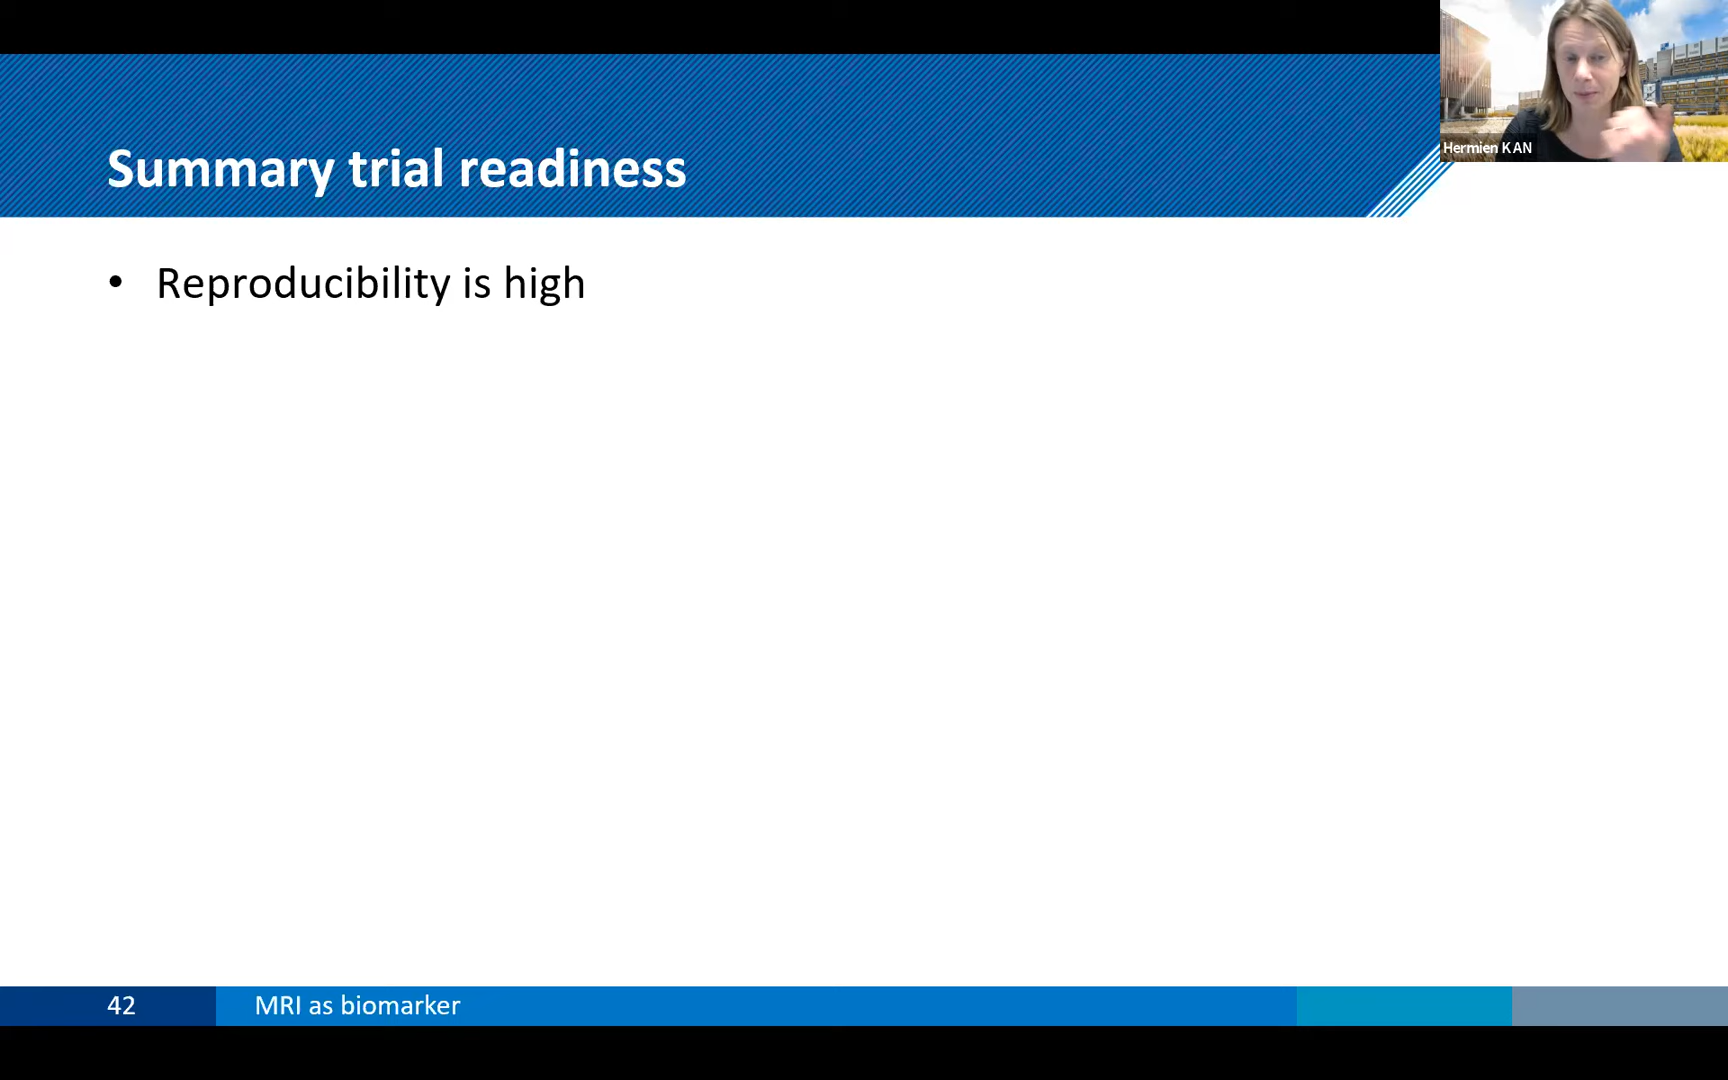 Hermien KAN
Summary trial readiness
• Reproducibility is high
42
MRI as biomarker